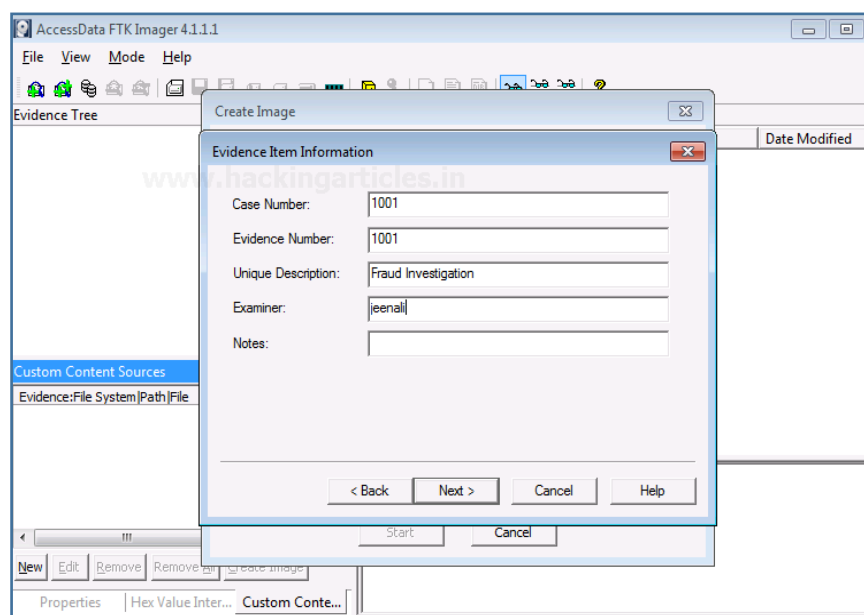 AccessData FTK Imager 4.1.1.1
File View Mode Help
Evidence Tree
Create Image
Date Modified
Evidence Item Information
www.hackingarticles.in
Case Number: 1001
Evidence Number: 1001
Unique Description: Fraud Investigation
Examiner: jeenali
Notes:
Custom Content Sources
Evidence:File System|Path|File
< Back Next > Cancel Help
Start Cancel
New Edit Remove Remove All Create Image
Properties Hex Value Inter... Custom Conte...